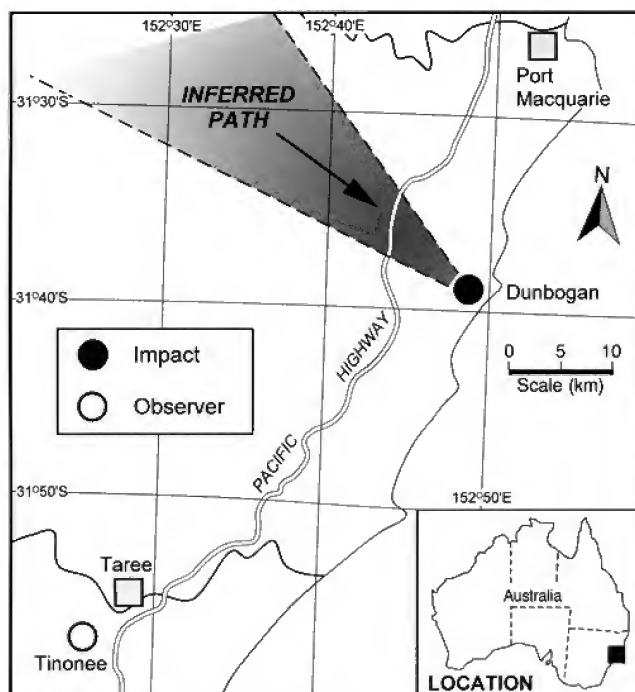 152°30'E
152°40'E
Port
Macquarie
31°30'S
INFERRED
PATH
N
31°40'S
Dunbogan
Impact
Observer
0 5 10
Scale (km)
PACIFIC
HIGHWAY
31°50'S
152°50'E
Taree
Tinonee
Australia
LOCATION